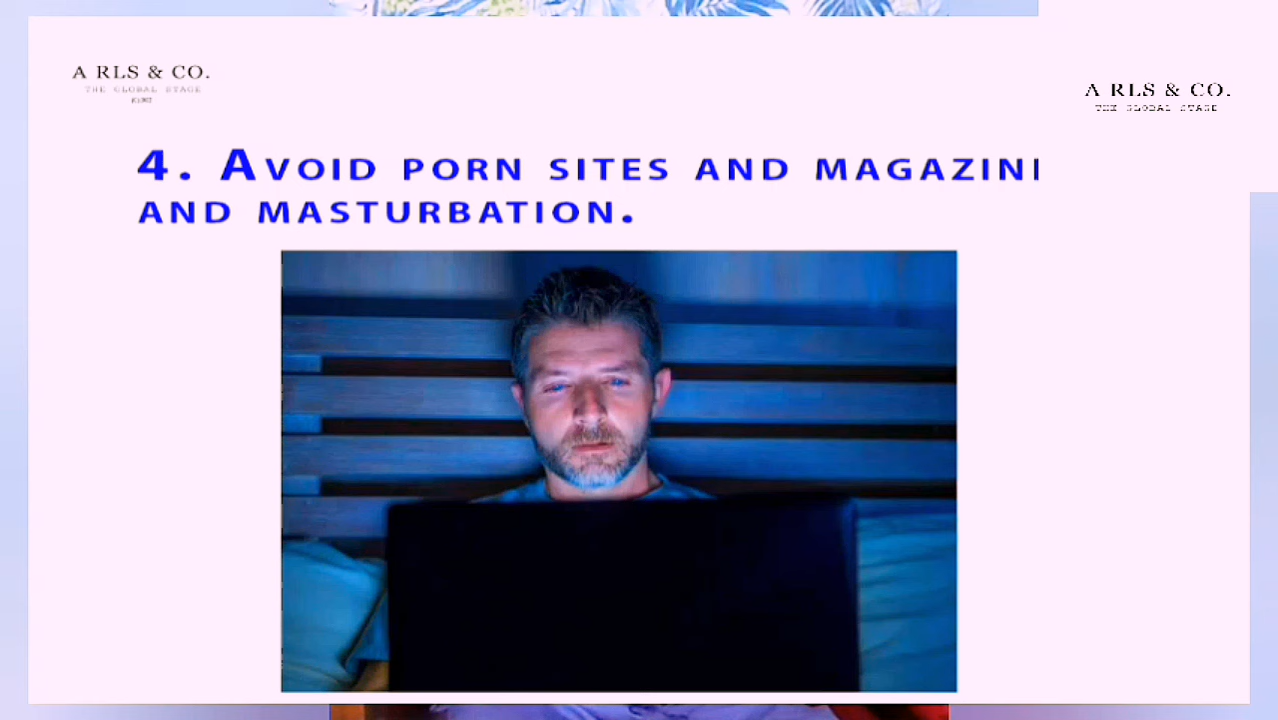 A RLS & CO.
THE GLOBAL STAGE
A RLS & CO.
THE GLOBAL STAGE
4. AVOID PORN SITES AND MAGAZIN
AND MASTURBATION.